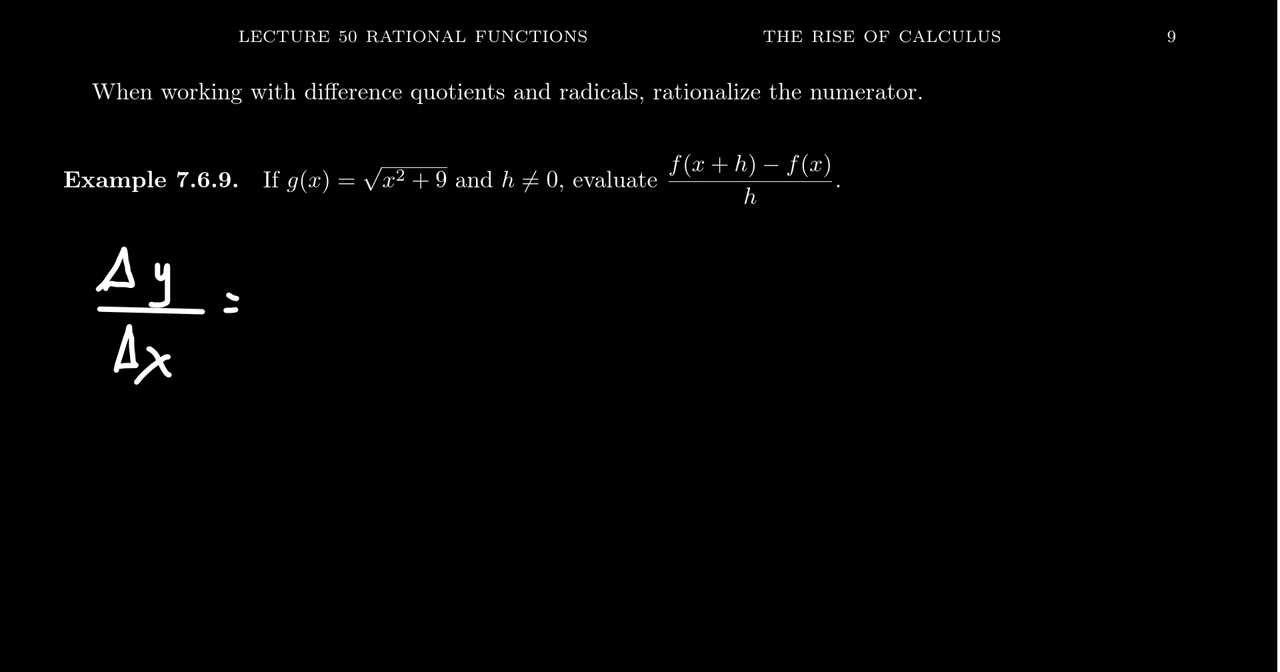 LECTURE 50 RATIONAL FUNCTIONS THE RISE OF CALCULUS 9
When working with difference quotients and radicals, rationalize the numerator.
Example 7.6.9. If g(x) = √(x² + 9) and h ≠ 0, evaluate (f(x + h) − f(x))/h.
Δy/Δx =